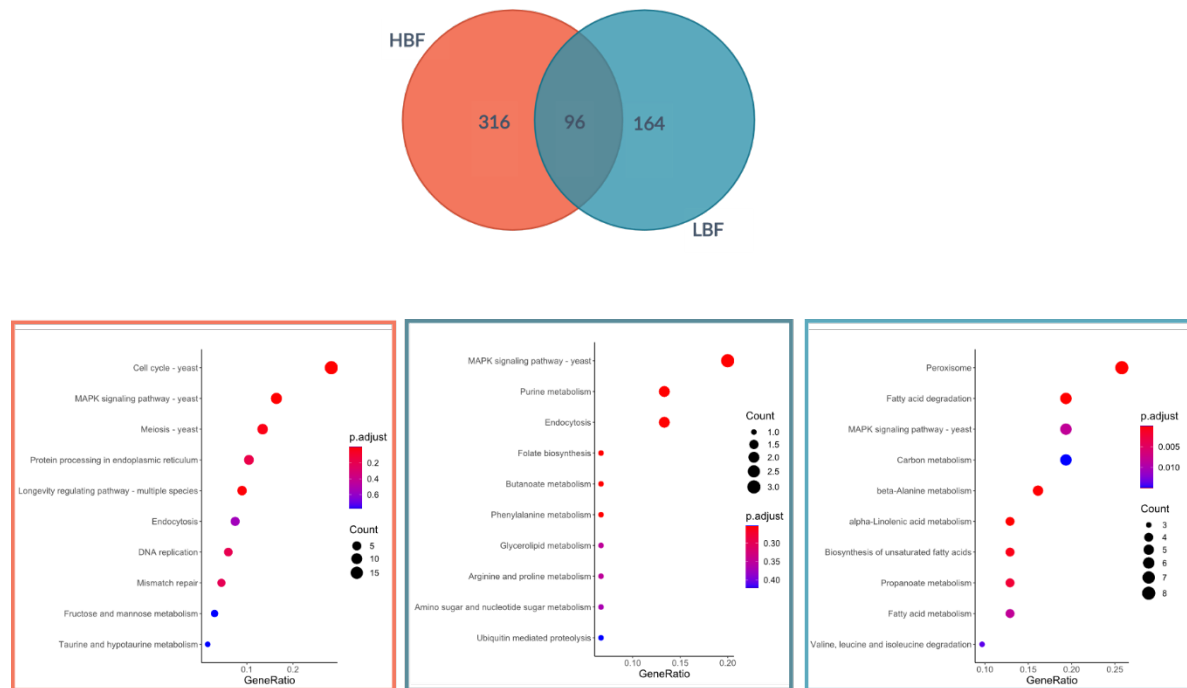 HBF
316
96
164
LBF
Cell cycle - yeast
MAPK signaling pathway - yeast
Meiosis - yeast
Protein processing in endoplasmic reticulum
Longevity regulating pathway - multiple species
Endocytosis
DNA replication
Mismatch repair
Fructose and mannose metabolism
Taurine and hypotaurine metabolism
0.1
0.2
GeneRatio
p.adjust
0.2
0.4
0.6
Count
5
10
15
MAPK signaling pathway - yeast
Purine metabolism
Endocytosis
Folate biosynthesis
Butanoate metabolism
Phenylalanine metabolism
Glycerolipid metabolism
Arginine and proline metabolism
Amino sugar and nucleotide sugar metabolism
Ubiquitin mediated proteolysis
0.10
0.15
0.20
GeneRatio
Count
1.0
1.5
2.0
2.5
3.0
p.adjust
0.30
0.35
0.40
Peroxisome
Fatty acid degradation
MAPK signaling pathway - yeast
Carbon metabolism
beta-Alanine metabolism
alpha-Linolenic acid metabolism
Biosynthesis of unsaturated fatty acids
Propanoate metabolism
Fatty acid metabolism
Valine, leucine and isoleucine degradation
0.10
0.15
0.20
0.25
GeneRatio
p.adjust
0.005
0.010
Count
3
4
5
6
7
8